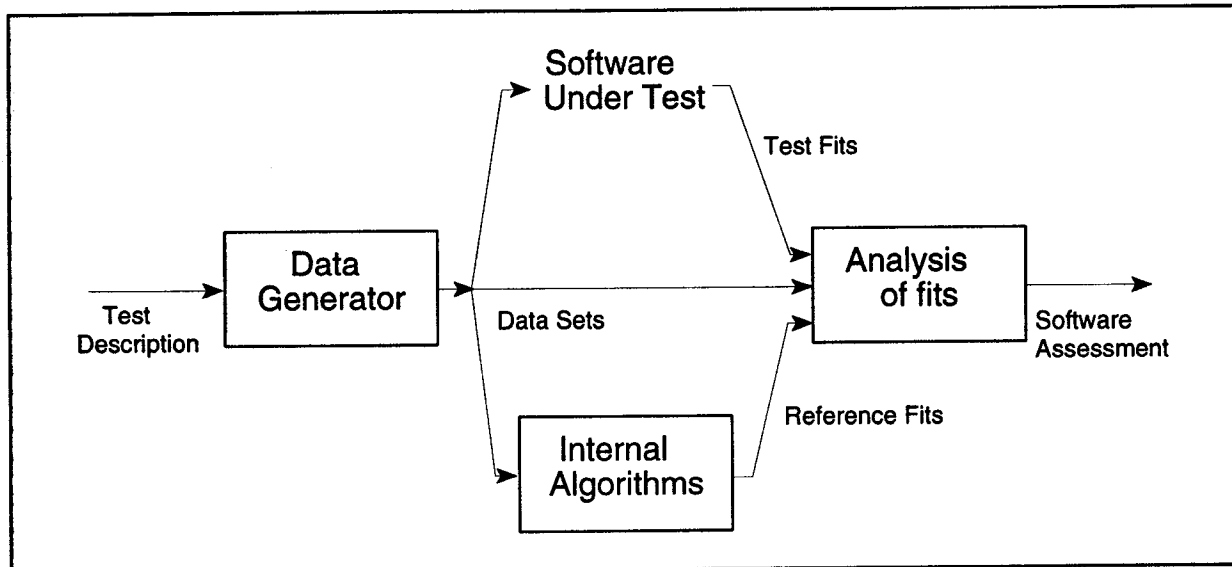 Software
Under Test
Test Fits
Data
Generator
Analysis
of fits
Test
Description
Data Sets
Software
Assessment
Reference Fits
Internal
Algorithms